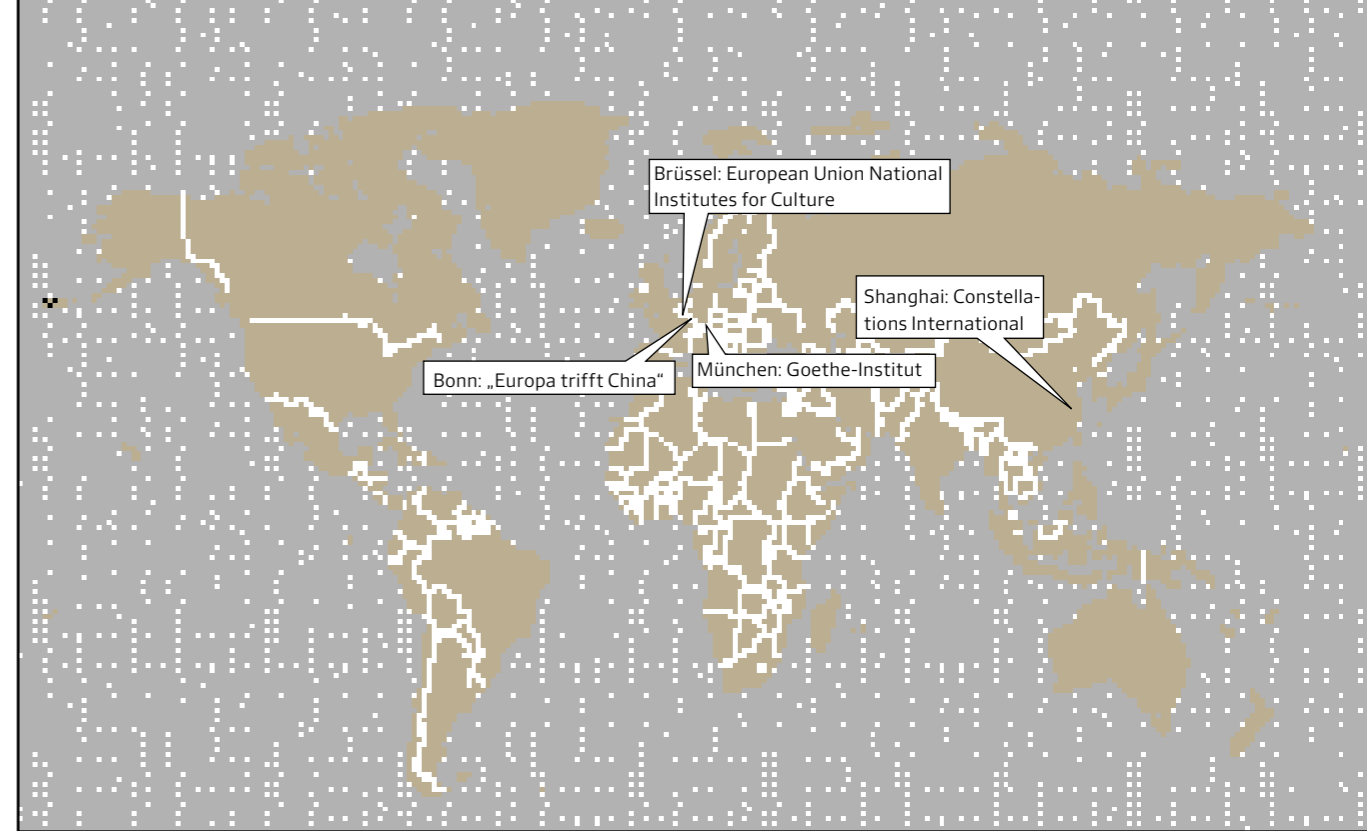 Brüssel: European Union National
Institutes for Culture
Shanghai: Constella-
tions International
Bonn: „Europa trifft China“
München: Goethe-Institut